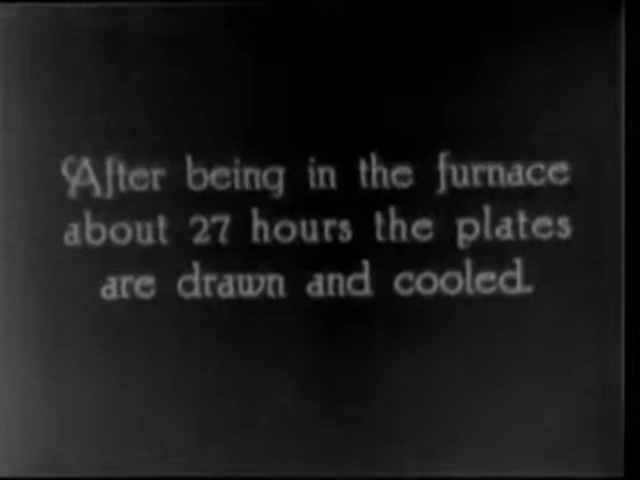 After being in the furnace
about 27 hours the plates
are drawn and cooled.